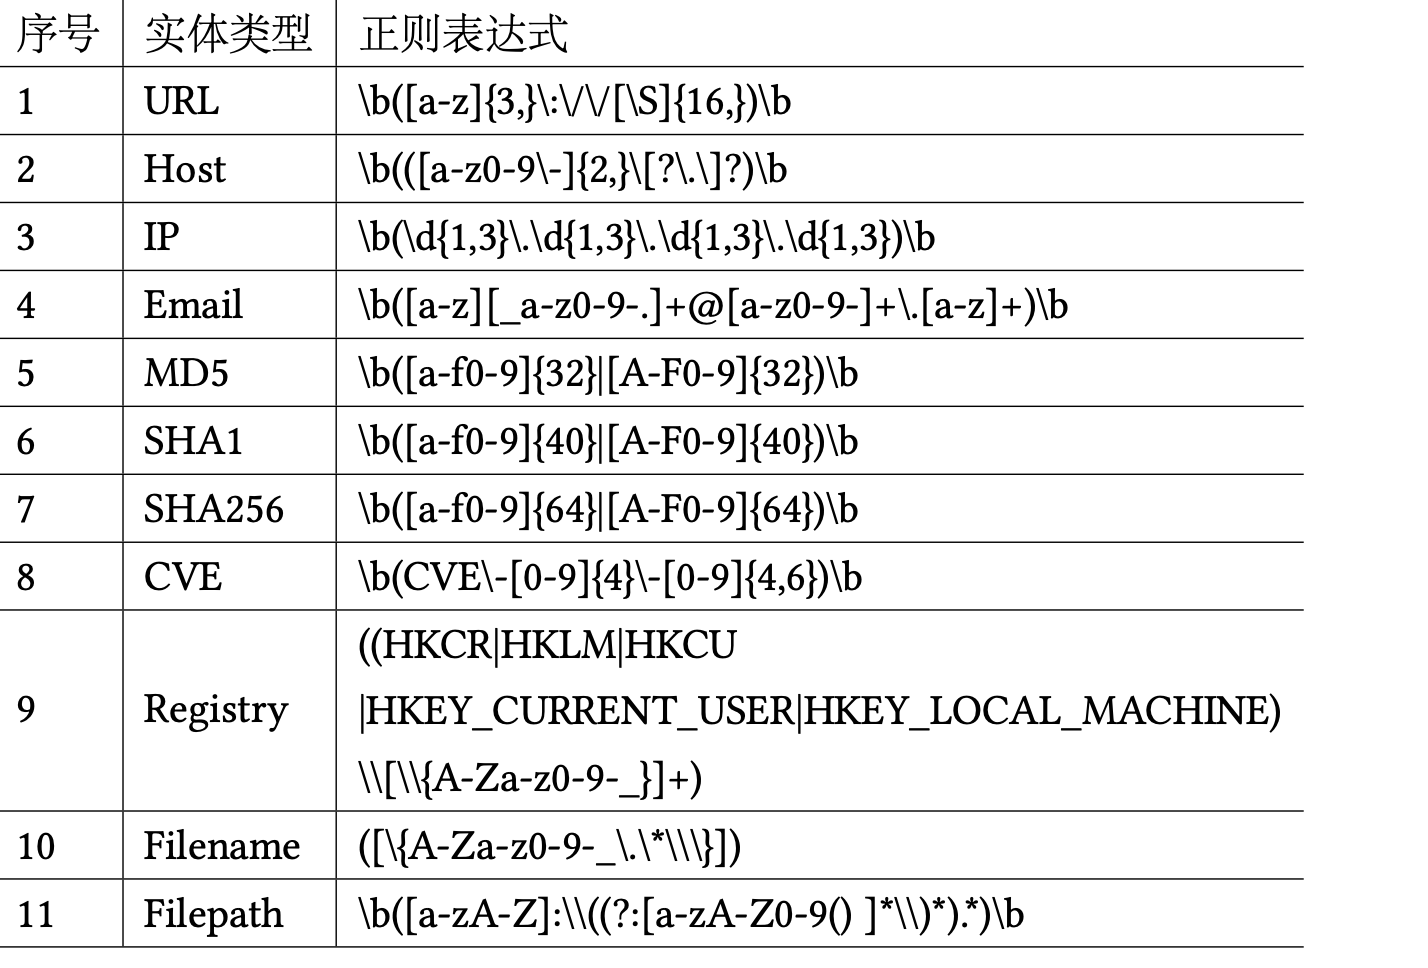 序号 实体类型 正则表达式
1 URL \b([a-z]{3,}\:\/\/[\S]{16,})\b
2 Host \b(([a-z0-9\-]{2,}\[?\.\]?)\b
3 IP \b(\d{1,3}\.\d{1,3}\.\d{1,3}\.\d{1,3})\b
4 Email \b([a-z][_a-z0-9-.]+@[a-z0-9-]+\.[a-z]+)\b
5 MD5 \b([a-f0-9]{32}|[A-F0-9]{32})\b
6 SHA1 \b([a-f0-9]{40}|[A-F0-9]{40})\b
7 SHA256 \b([a-f0-9]{64}|[A-F0-9]{64})\b
8 CVE \b(CVE\-[0-9]{4}\-[0-9]{4,6})\b
((HKCR|HKLM|HKCU
9 Registry |HKEY_CURRENT_USER|HKEY_LOCAL_MACHINE)
\\[\\{A-Za-z0-9-_}]+)
10 Filename ([\{A-Za-z0-9-_\.\*\\\}])
11 Filepath \b([a-zA-Z]:\\((?:[a-zA-Z0-9() ]*\\)*).*)\b